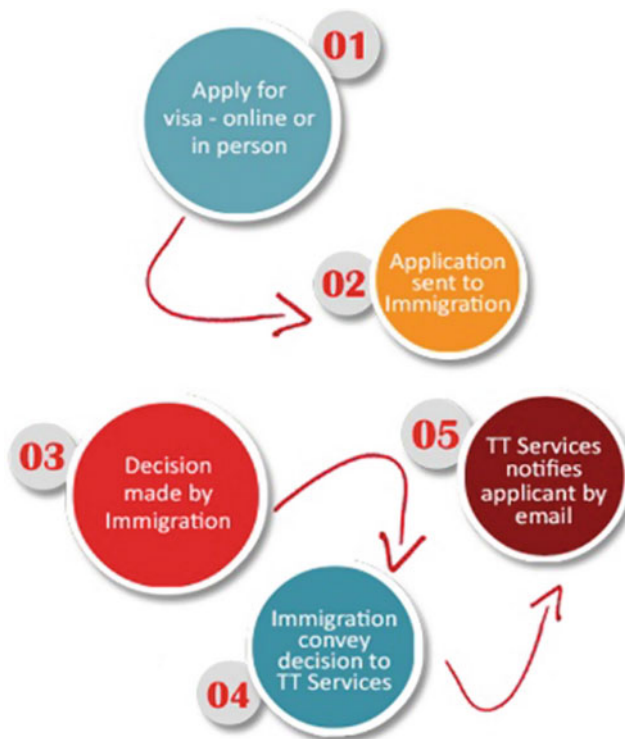 01
Apply for
visa - online or
in person
02
Application
sent to
Immigration
03
Decision
made by
Immigration
04
Immigration
convey
decision to
TT Services
05
TT Services
notifies
applicant by
email